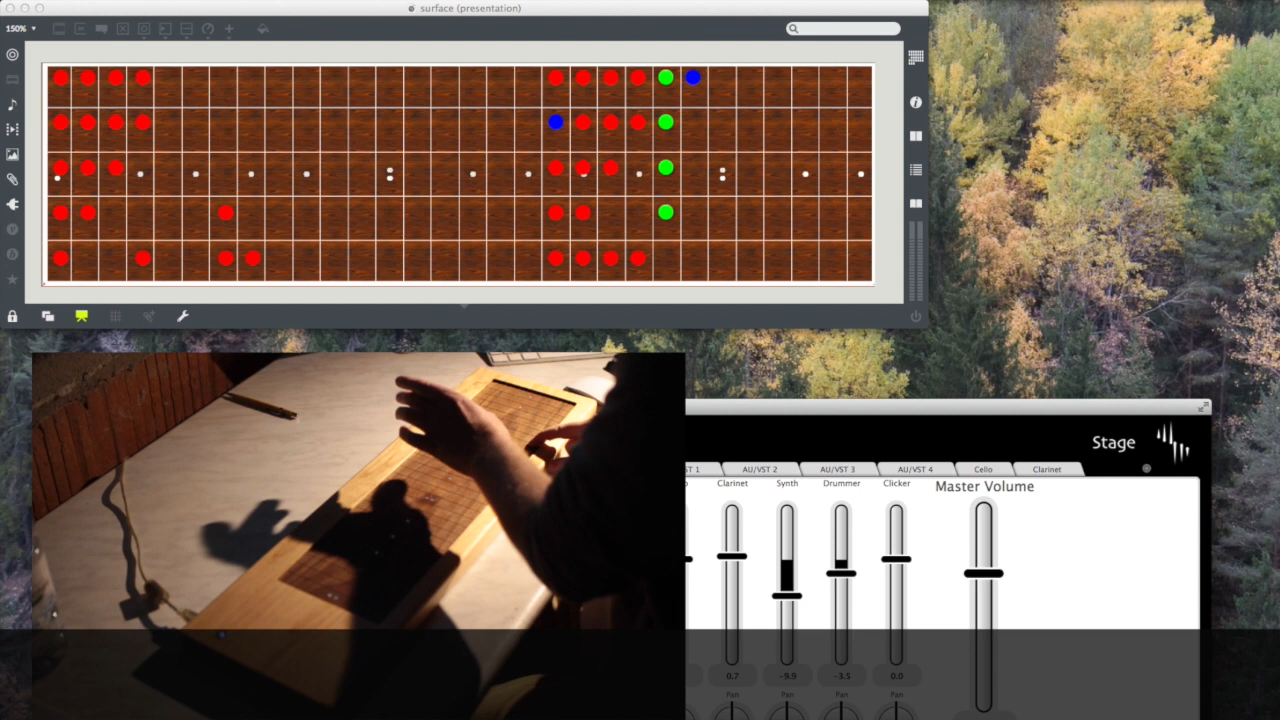 surface (presentation)
150%
Stage
ST 1 AU/VST 2 AU/VST 3 AU/VST 4 Cello Clarinet
Clarinet Synth Drummer Clicker Master Volume
0.7 -9.9 -3.5 0.0
Pan Pan Pan Pan